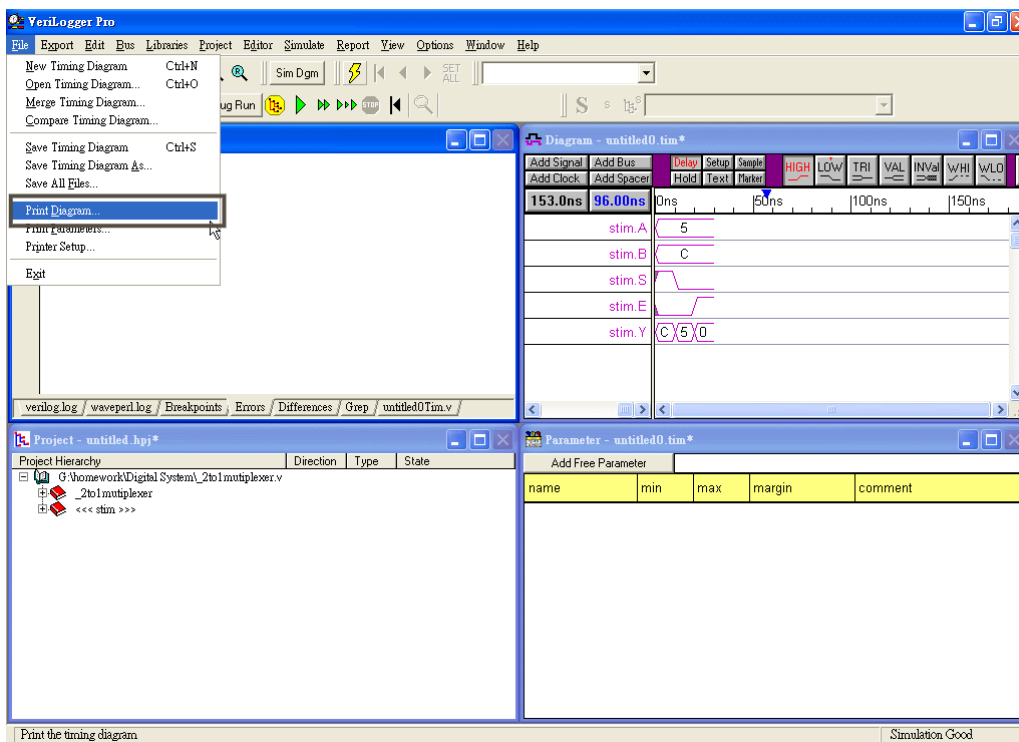 VeriLogger Pro
File Export Edit Bus Libraries Project Editor Simulate Report View Options Window Help
New Timing Diagram Ctrl+N
Open Timing Diagram... Ctrl+O
Merge Timing Diagram...
Compare Timing Diagram...
Save Timing Diagram Ctrl+S
Save Timing Diagram As...
Save All Files...
Print Diagram...
Print Parameters...
Printer Setup...
Exit
R Sim Dgm SET ALL
ug Run STOP S s S
Diagram - untitled0.tim*
Add Signal Add Bus Delay Setup Sample HIGH LOW TRI VAL INVal WHI WLO
Add Clock Add Spacer Hold Text Marker
153.0ns 96.00ns 0ns 50ns 100ns 150ns
stim.A 5
stim.B C
stim.S
stim.E
stim.Y C 5 0
verilog.log waveperl.log Breakpoints Errors Differences Grep untitled0Tim.v
Project - untitled.hpj*
Project Hierarchy Direction Type State
G:\homework\Digital System\_2to1mutiplexer.v
_2to1mutiplexer
<<< stim >>>
Parameter - untitled0.tim*
Add Free Parameter
name min max margin comment
Print the timing diagram Simulation Good